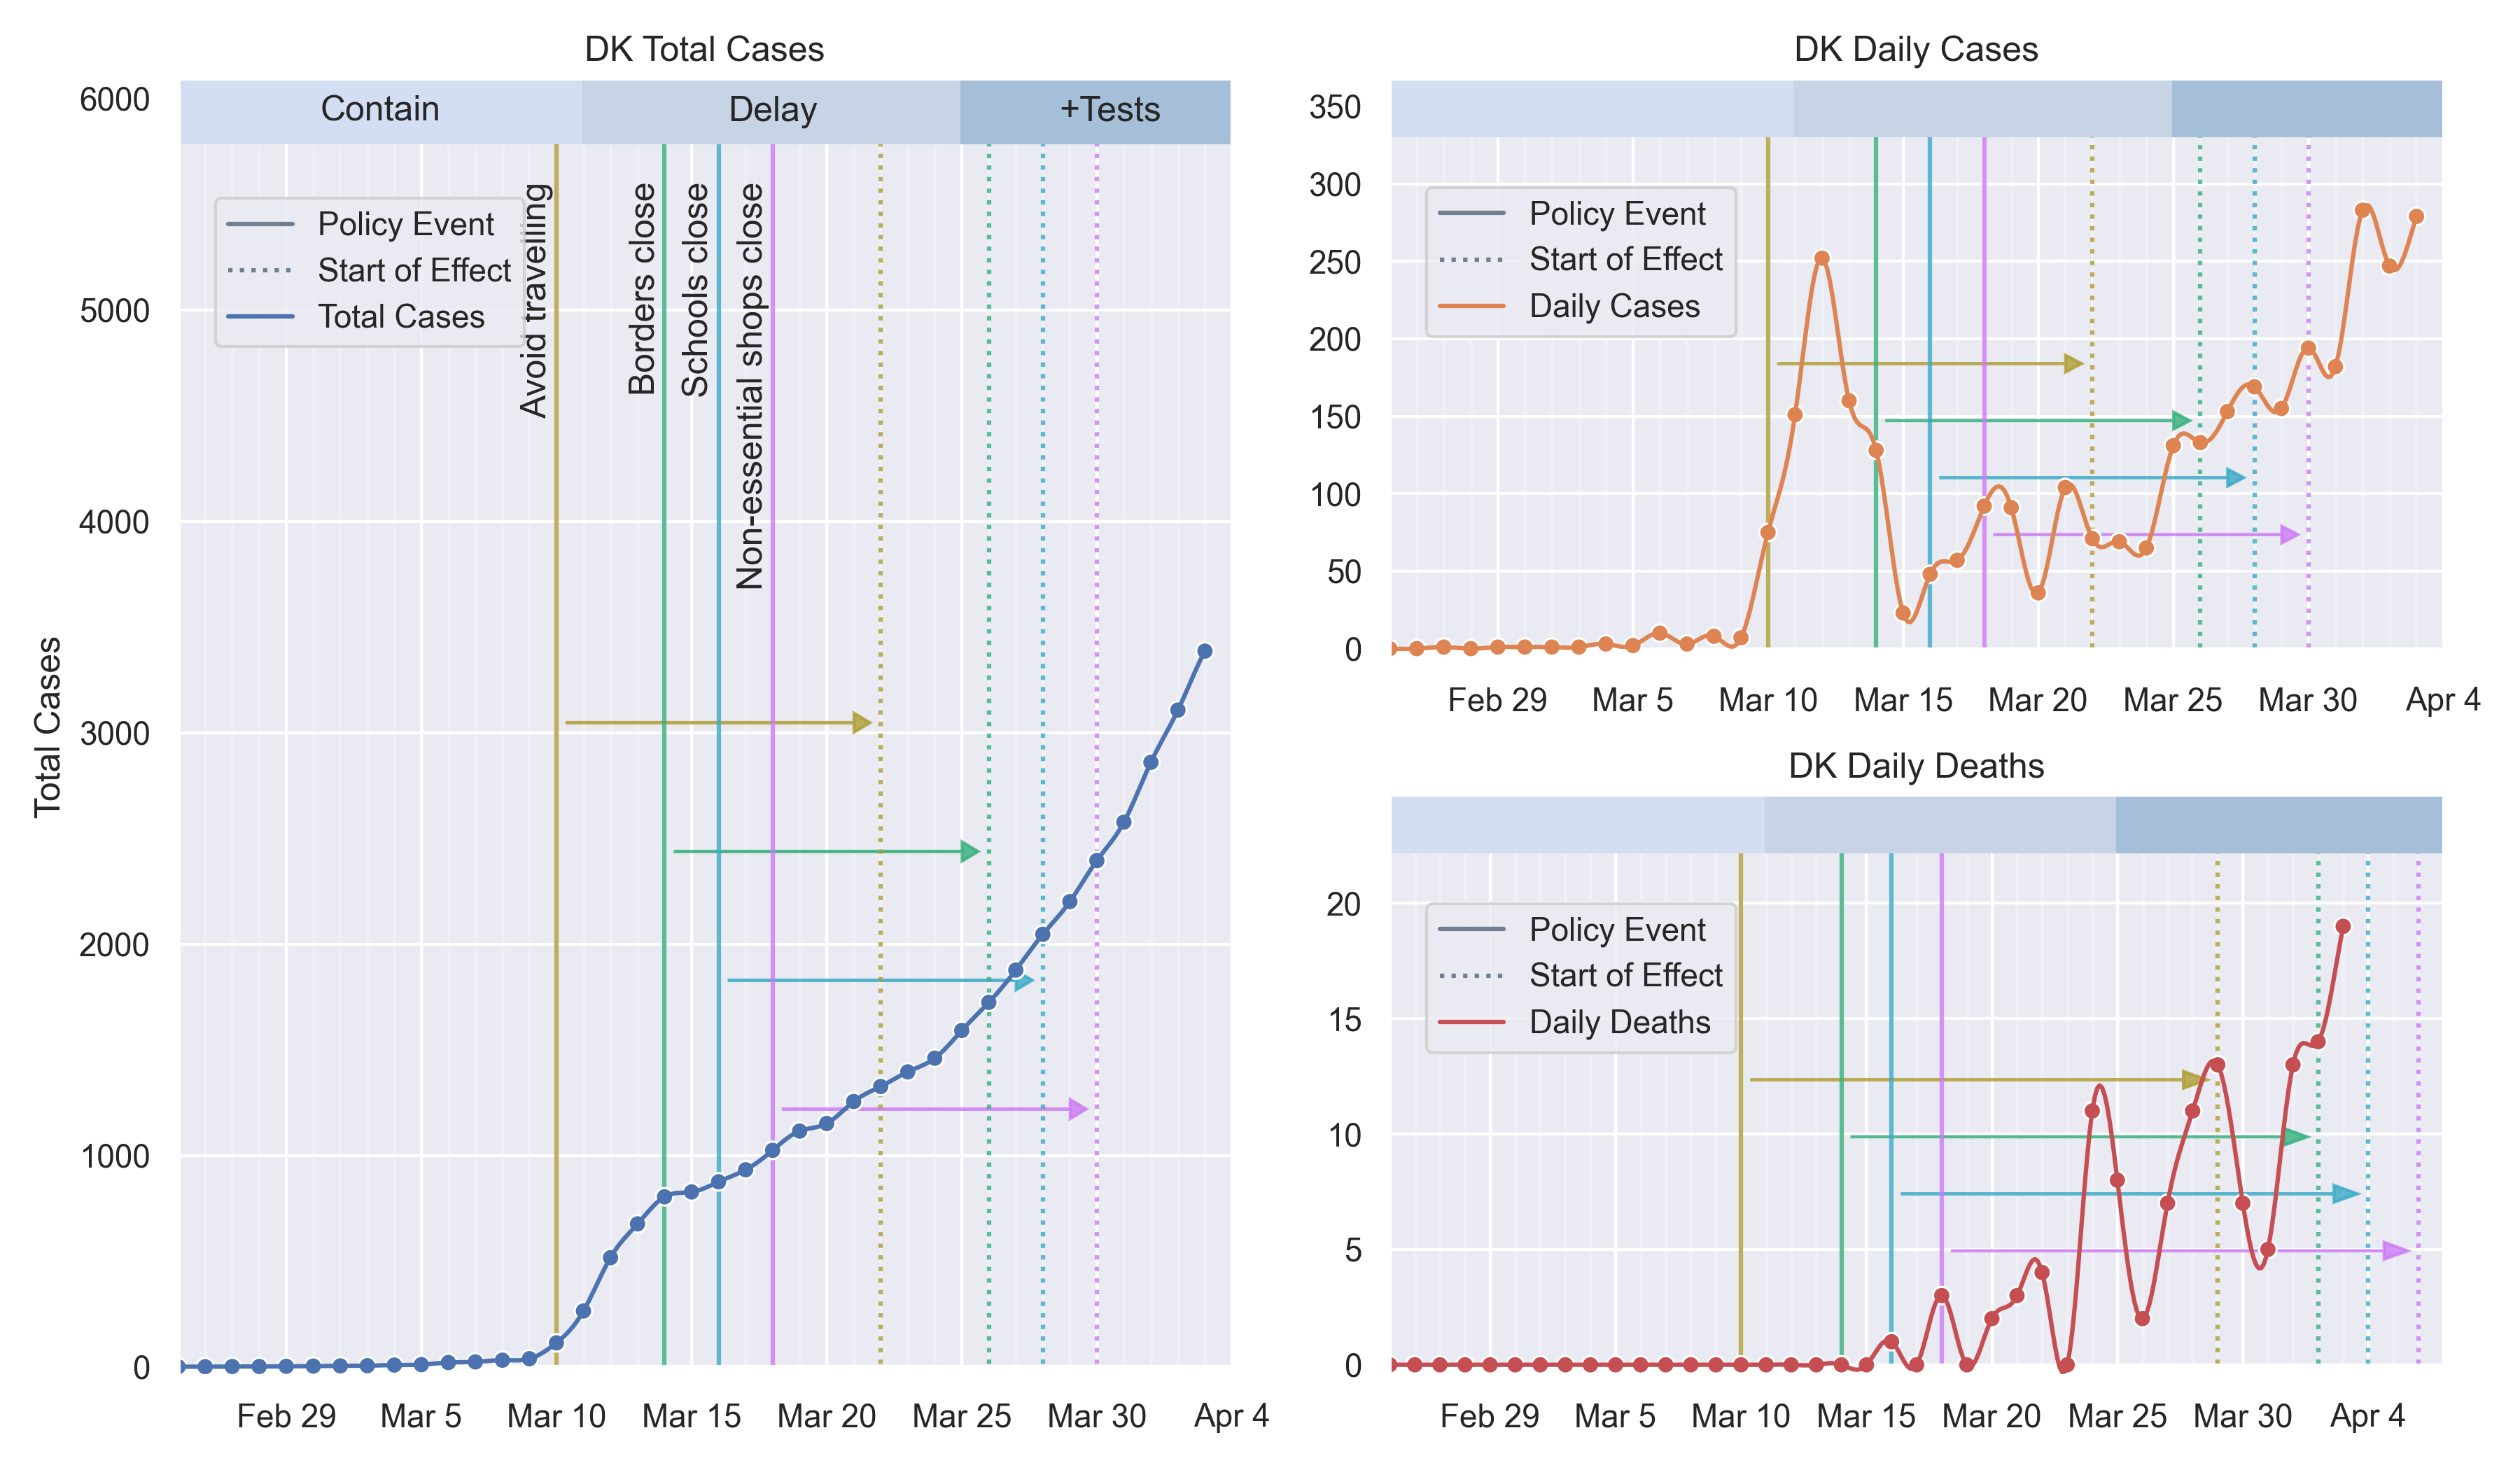 DK Total Cases
6000
5000
4000
3000
2000
1000
0
Total Cases
Contain
Delay
+Tests
Policy Event
Start of Effect
Total Cases
Avoid travelling
Borders close
Schools close
Non-essential shops close
Feb 29
Mar 5
Mar 10
Mar 15
Mar 20
Mar 25
Mar 30
Apr 4
DK Daily Cases
350
300
250
200
150
100
50
0
Policy Event
Start of Effect
Daily Cases
Feb 29
Mar 5
Mar 10
Mar 15
Mar 20
Mar 25
Mar 30
Apr 4
DK Daily Deaths
20
15
10
5
0
Policy Event
Start of Effect
Daily Deaths
Feb 29
Mar 5
Mar 10
Mar 15
Mar 20
Mar 25
Mar 30
Apr 4